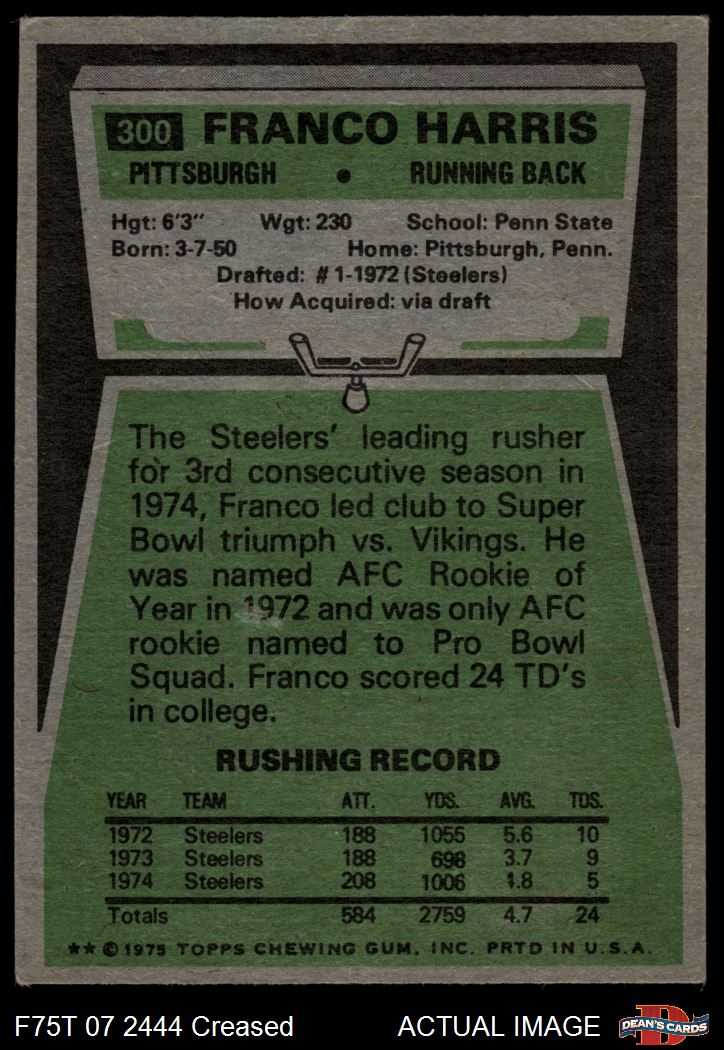 300 FRANCO HARRIS
PITTSBURGH • RUNNING BACK
Hgt: 6'3" Wgt: 230 School: Penn State
Born: 3-7-50 Home: Pittsburgh, Penn.
Drafted: #1-1972 (Steelers)
How Acquired: via draft
The Steelers' leading rusher
for 3rd consecutive season in
1974, Franco led club to Super
Bowl triumph vs. Vikings. He
was named AFC Rookie of
Year in 1972 and was only AFC
rookie named to Pro Bowl
Squad. Franco scored 24 TD's
in college.
RUSHING RECORD
YEAR TEAM ATT. YDS. AVG. TDS.
1972 Steelers 188 1055 5.6 10
1973 Steelers 188 698 3.7 9
1974 Steelers 208 1006 4.8 5
Totals 584 2759 4.7 24
** © 1975 TOPPS CHEWING GUM, INC. PRTD IN U.S.A.
F75T 07 2444 Creased ACTUAL IMAGE
D
DEAN'S CARDS